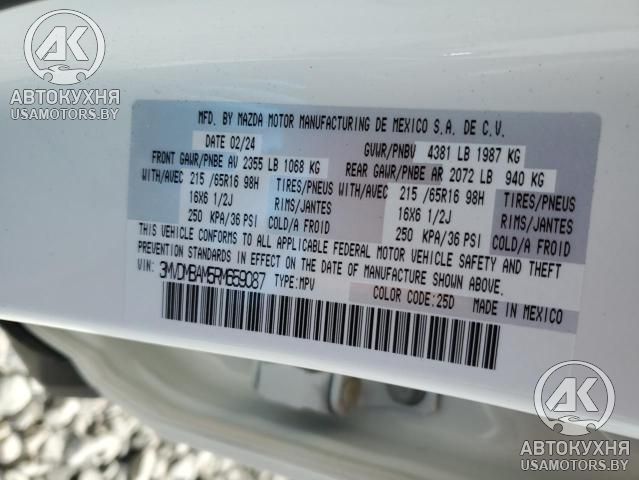 AK
АВТОКУХНЯ
USAMOTORS.BY
MFD. BY MAZDA MOTOR MANUFACTURING DE MEXICO S.A. DE C.V.
DATE 02/24 GVWR/PNBV 4381 LB 1987 KG
FRONT GAWR/PNBE AV 2355 LB 1068 KG REAR GAWR/PNBE AR 2072 LB 940 KG
WITH/AVEC 215 /65R16 98H TIRES/PNEUS WITH/AVEC 215 /65R16 98H TIRES/PNEUS
16X6 1/2J RIMS/JANTES 16X6 1/2J RIMS/JANTES
250 KPA/36 PSI COLD/A FROID 250 KPA/36 PSI COLD/A FROID
THIS VEHICLE CONFORMS TO ALL APPLICABLE FEDERAL MOTOR VEHICLE SAFETY AND THEFT
PREVENTION STANDARDS IN EFFECT ON THE DATE OF MANUFACTURE SHOWN ABOVE.
VIN: 3MVDMBAM5RM659087 TYPE: MPV
COLOR CODE: 25D MADE IN MEXICO
AK
АВТОКУХНЯ
USAMOTORS.BY